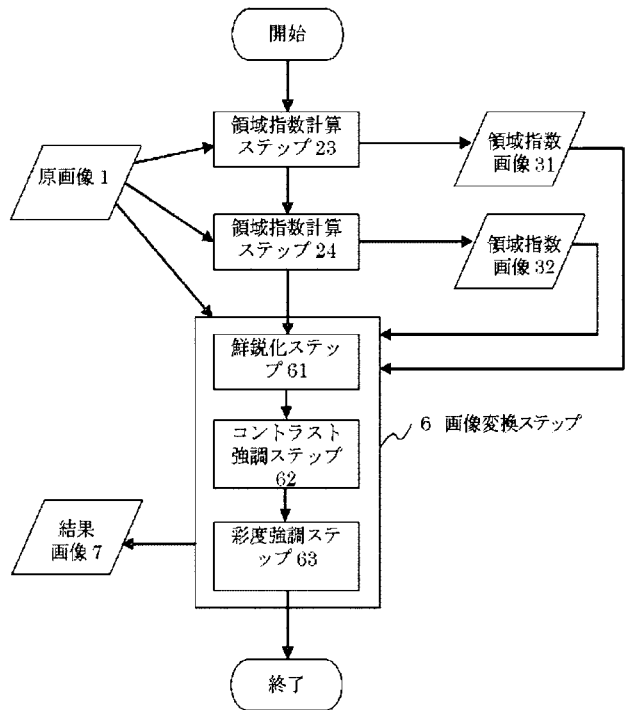 開始
領域指数計算
ステップ 23
領域指数
画像 31
原画像 1
領域指数計算
ステップ 24
領域指数
画像 32
鮮鋭化ステッ
プ 61
コントラスト
強調ステップ
62
6 画像変換ステップ
結果
画像 7
彩度強調ステ
ップ 63
終了